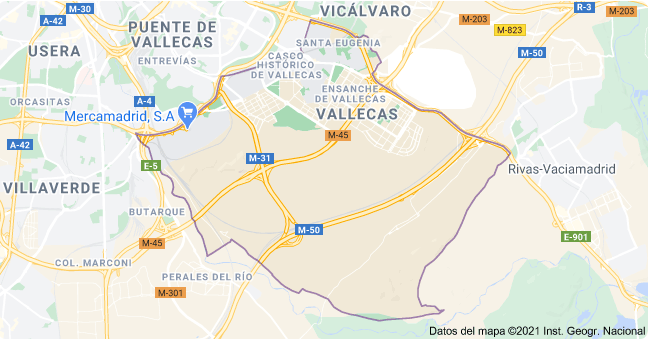 M-30
VICÁLVARO
R-3
A-42
PUENTE DE
VALLECAS
M-203
M-203
M-823
USERA
SANTA EUGENIA
M-50
ENTREVÍAS
CASCO
HISTÓRICO
DE VALLECAS
ENSANCHE
DE VALLECAS
ORCASITAS
A-4
Mercamadrid, S.A
VALLECAS
M-45
A-42
M-31
E-5
Rivas-Vaciamadrid
VILLAVERDE
BUTARQUE
M-50
E-901
M-45
COL. MARCONI
PERALES DEL RÍO
M-301
Datos del mapa ©2021 Inst. Geogr. Nacional